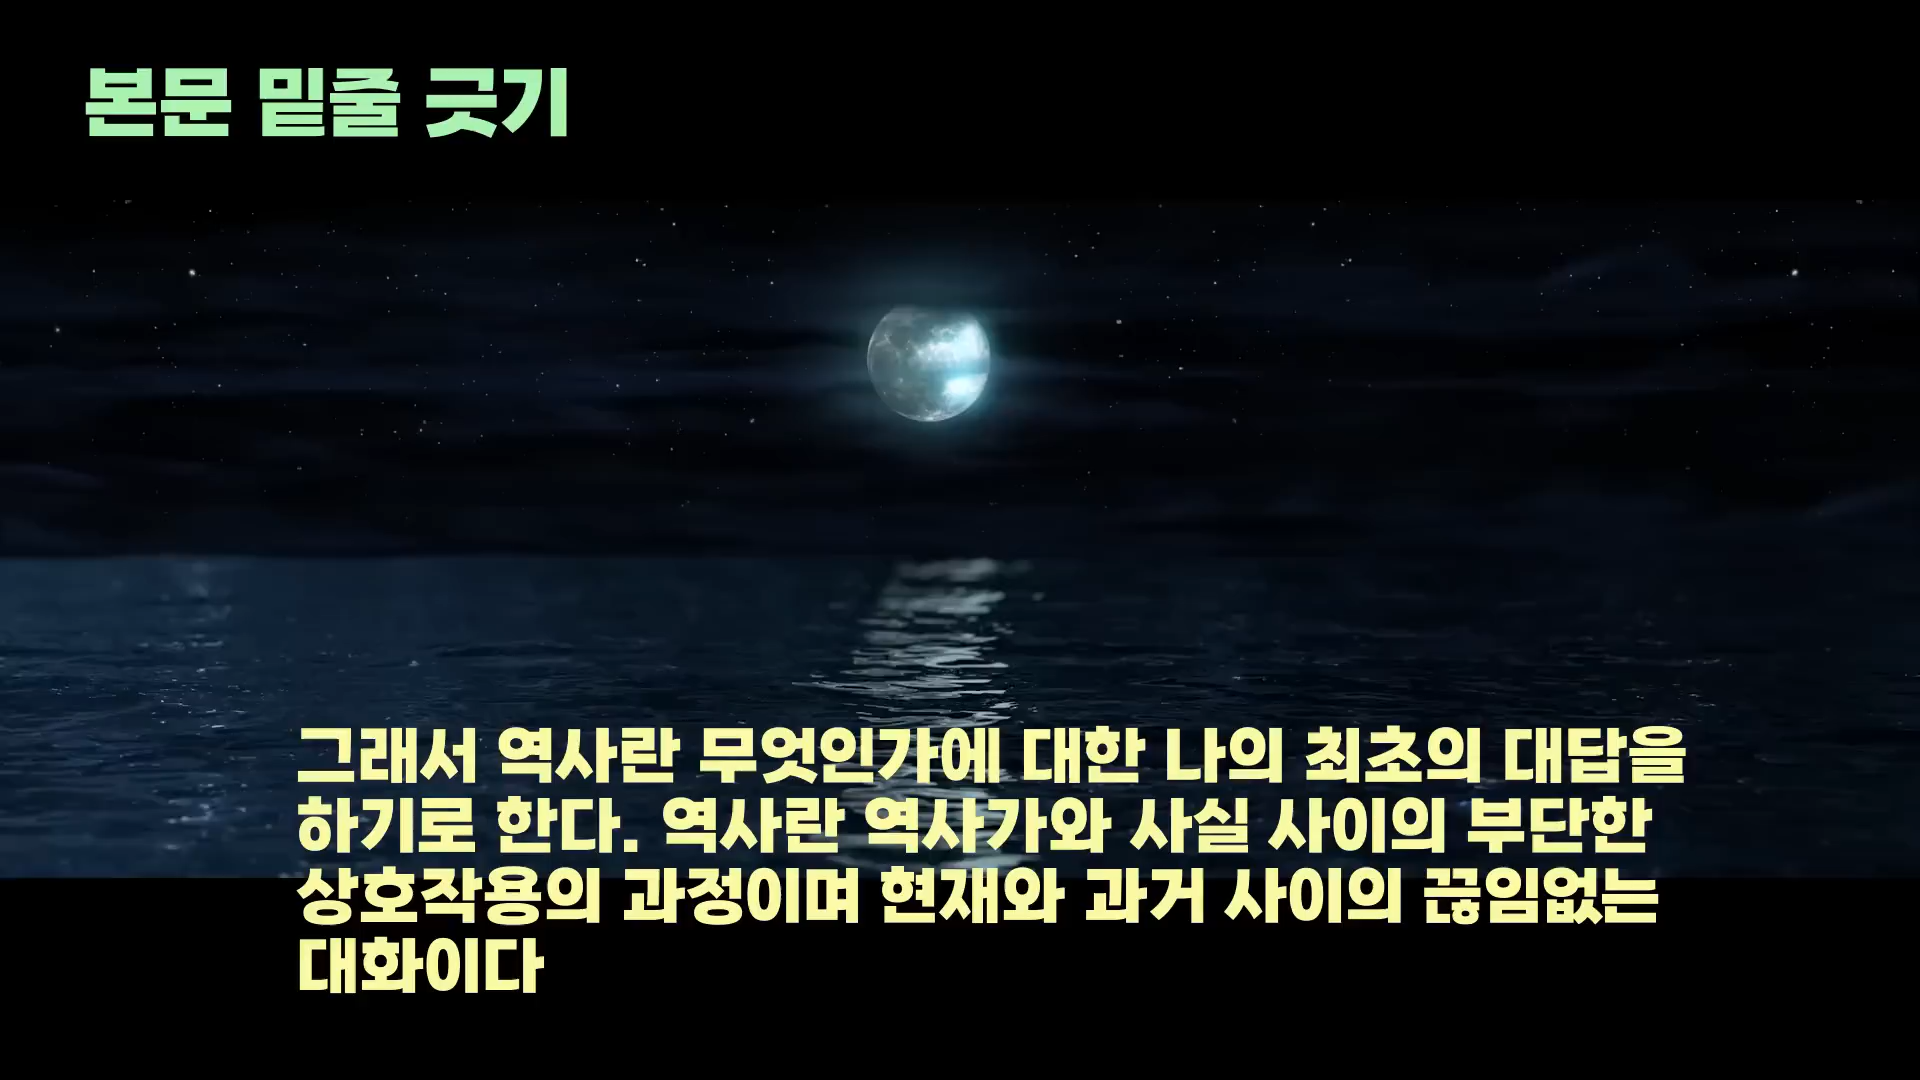 본문 밑줄 긋기
그래서 역사란 무엇인가에 대한 나의 최초의 대답을
하기로 한다. 역사란 역사가와 사실 사이의 부단한
상호작용의 과정이며 현재와 과거 사이의 끊임없는
대화이다